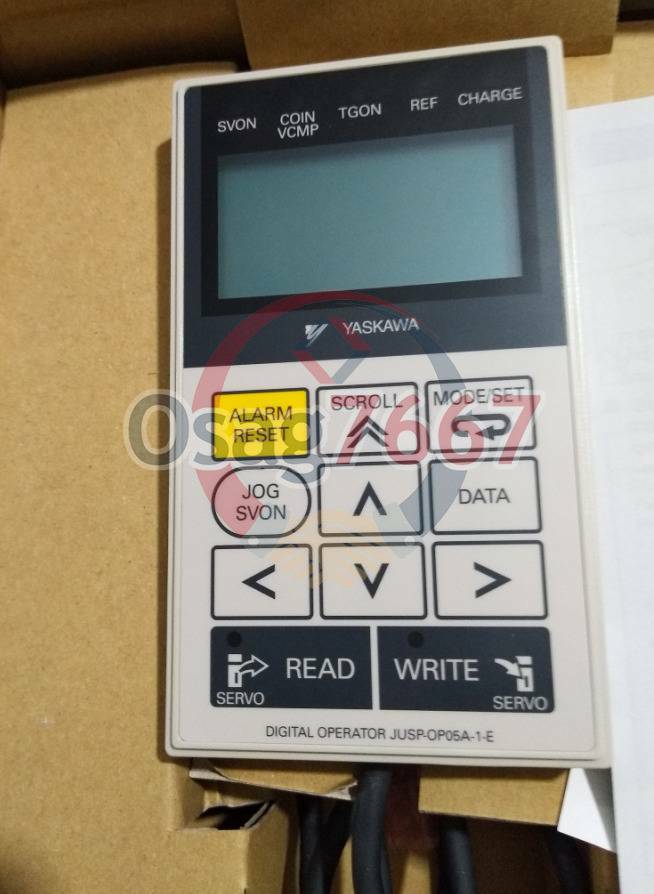 SVON
COIN
VCMP
TGON
REF
CHARGE
YASKAWA
ALARM
RESET
SCROLL
MODE/SET
Osag7667
JOG
SVON
DATA
READ
SERVO
WRITE
SERVO
DIGITAL OPERATOR JUSP-OP05A-1-E